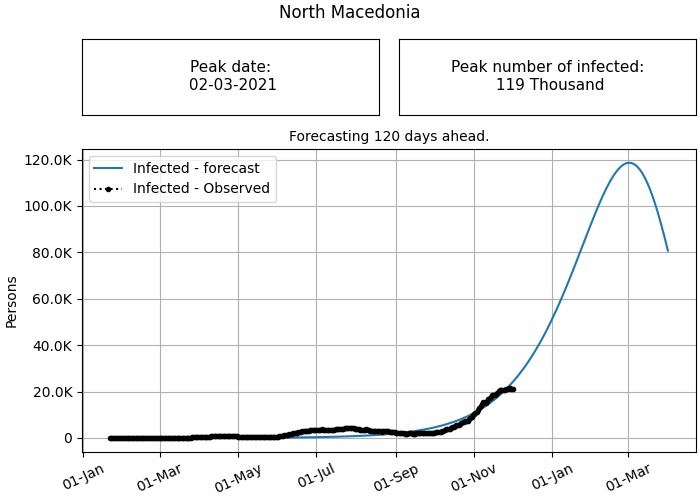 North Macedonia
Peak date:
02-03-2021
Peak number of infected:
119 Thousand
Forecasting 120 days ahead.
Infected - forecast
Infected - Observed
120.0K
100.0K
80.0K
60.0K
40.0K
20.0K
0
Persons
01-Jan
01-Mar
01-May
01-Jul
01-Sep
01-Nov
01-Jan
01-Mar